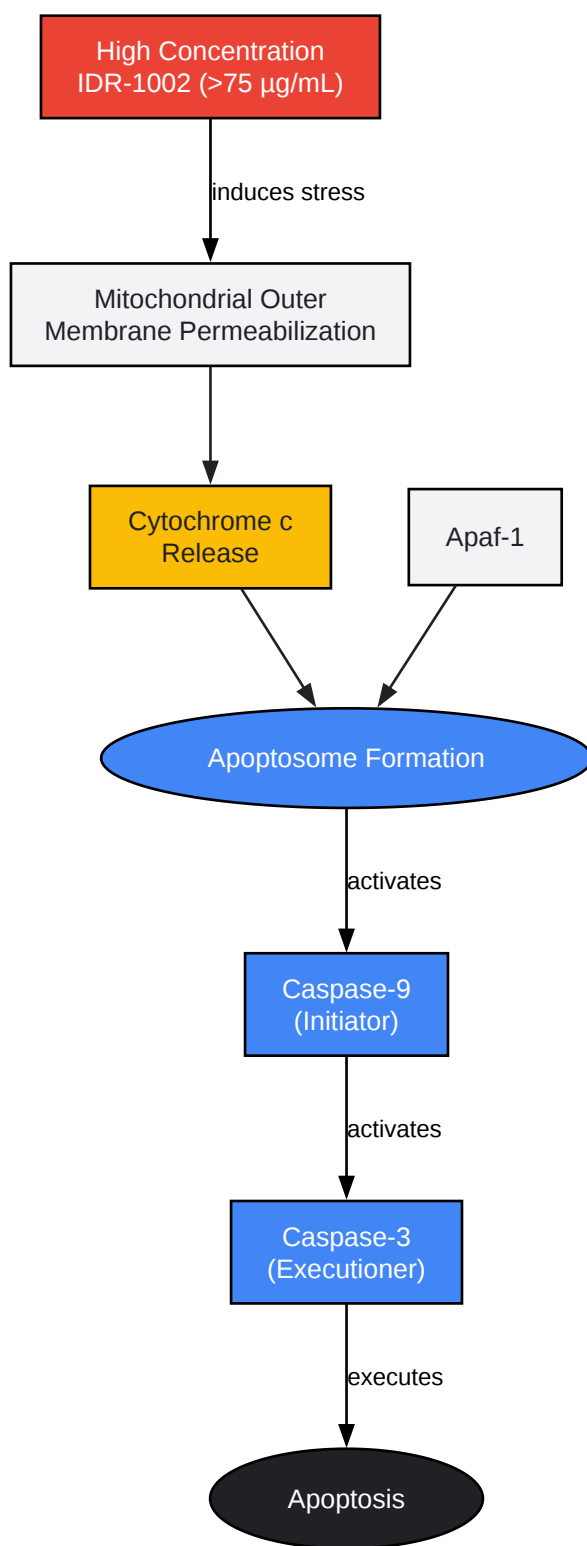 High Concentration
IDR-1002 (>75 µg/mL)
induces stress
Mitochondrial Outer
Membrane Permeabilization
Cytochrome c
Release
Apaf-1
Apoptosome Formation
activates
Caspase-9
(Initiator)
activates
Caspase-3
(Executioner)
executes
Apoptosis